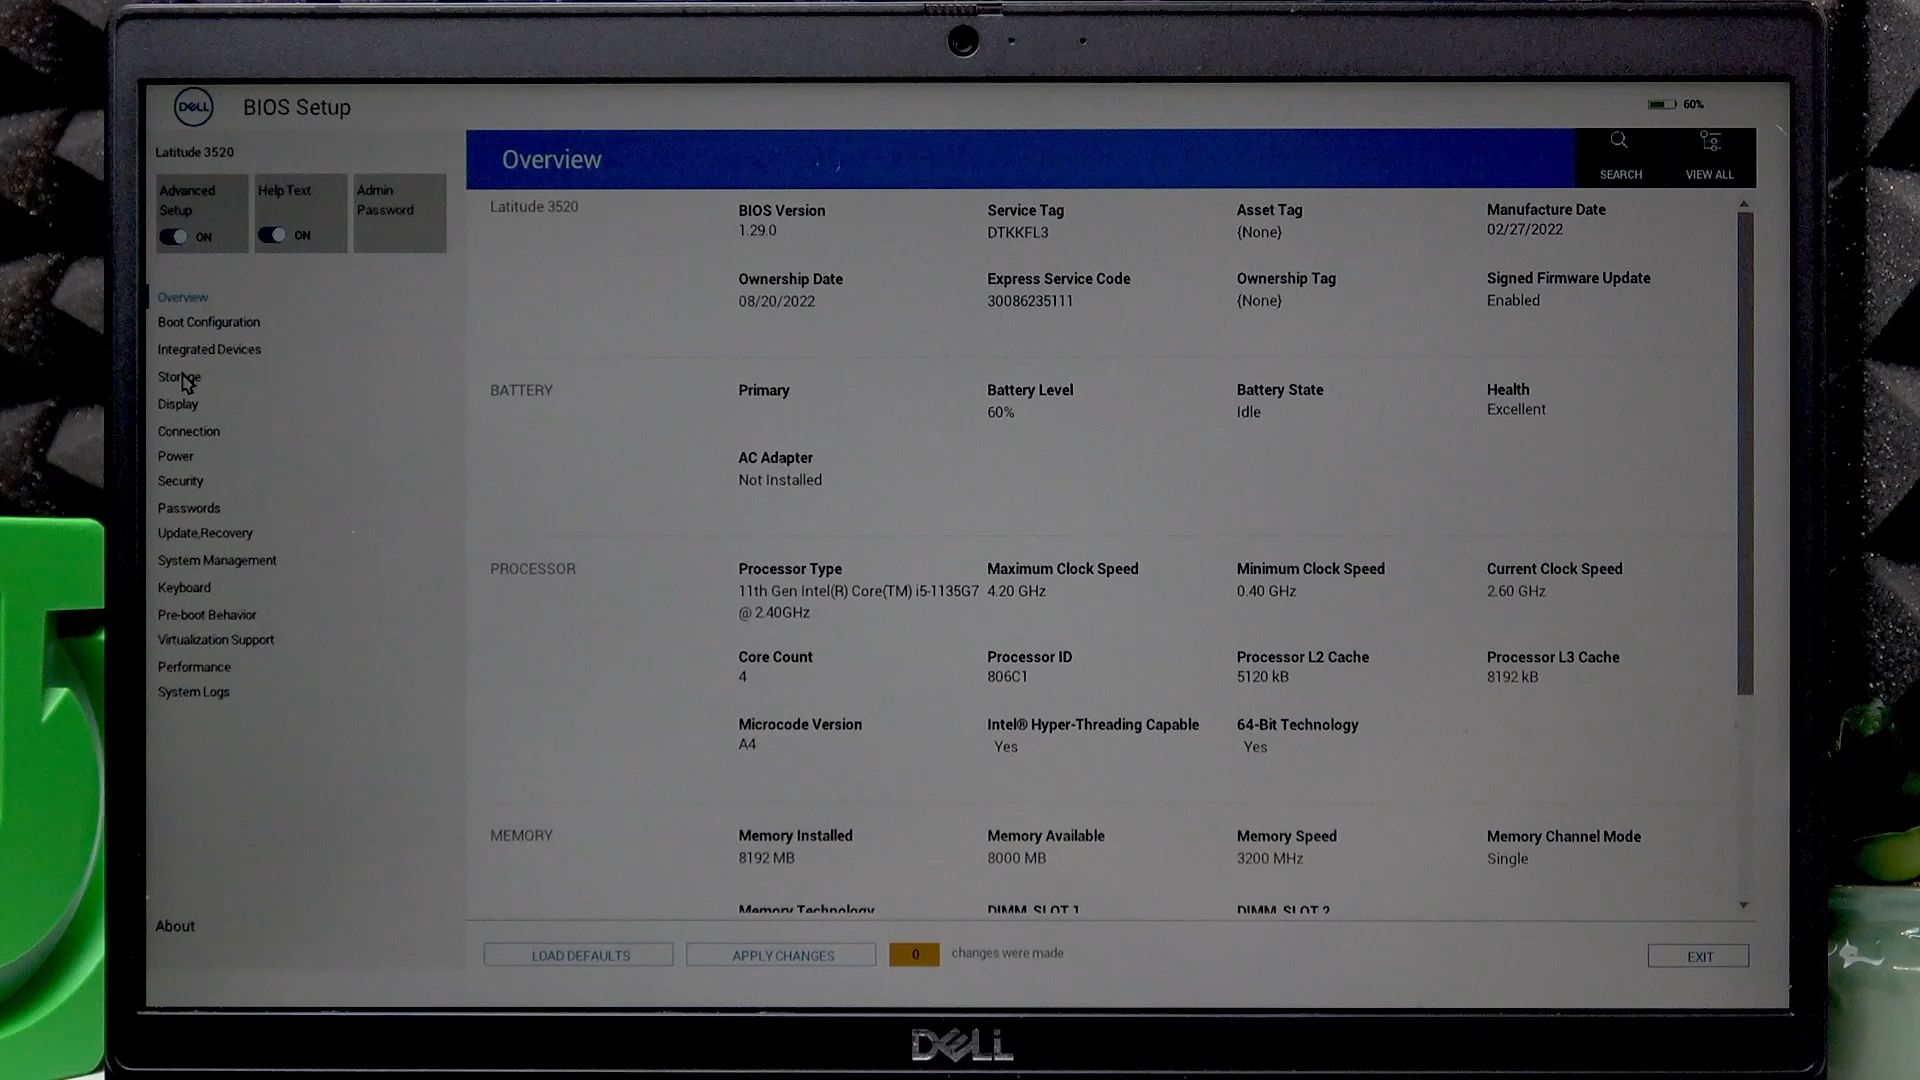 DELL
BIOS Setup
60%
Latitude 3520
Advanced Setup
ON
Help Text
ON
Admin Password
Overview
Boot Configuration
Integrated Devices
Storage
Display
Connection
Power
Security
Passwords
Update,Recovery
System Management
Keyboard
Pre-boot Behavior
Virtualization Support
Performance
System Logs
About
Overview
SEARCH
VIEW ALL
Latitude 3520
BIOS Version
1.29.0
Service Tag
DTKKFL3
Asset Tag
{None}
Manufacture Date
02/27/2022
Ownership Date
08/20/2022
Express Service Code
30086235111
Ownership Tag
{None}
Signed Firmware Update
Enabled
BATTERY
Primary
Battery Level
60%
Battery State
Idle
Health
Excellent
AC Adapter
Not Installed
PROCESSOR
Processor Type
11th Gen Intel(R) Core(TM) i5-1135G7
@ 2.40GHz
Maximum Clock Speed
4.20 GHz
Minimum Clock Speed
0.40 GHz
Current Clock Speed
2.60 GHz
Core Count
4
Processor ID
806C1
Processor L2 Cache
5120 kB
Processor L3 Cache
8192 kB
Microcode Version
A4
Intel® Hyper-Threading Capable
Yes
64-Bit Technology
Yes
MEMORY
Memory Installed
8192 MB
Memory Available
8000 MB
Memory Speed
3200 MHz
Memory Channel Mode
Single
Memory Technology
DIMM_SLOT 1
DIMM_SLOT 2
LOAD DEFAULTS
APPLY CHANGES
0
changes were made
EXIT
DELL